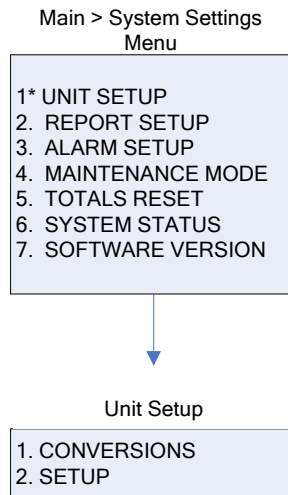 Main > System Settings
Menu
1* UNIT SETUP
2. REPORT SETUP
3. ALARM SETUP
4. MAINTENANCE MODE
5. TOTALS RESET
6. SYSTEM STATUS
7. SOFTWARE VERSION
Unit Setup
1. CONVERSIONS
2. SETUP